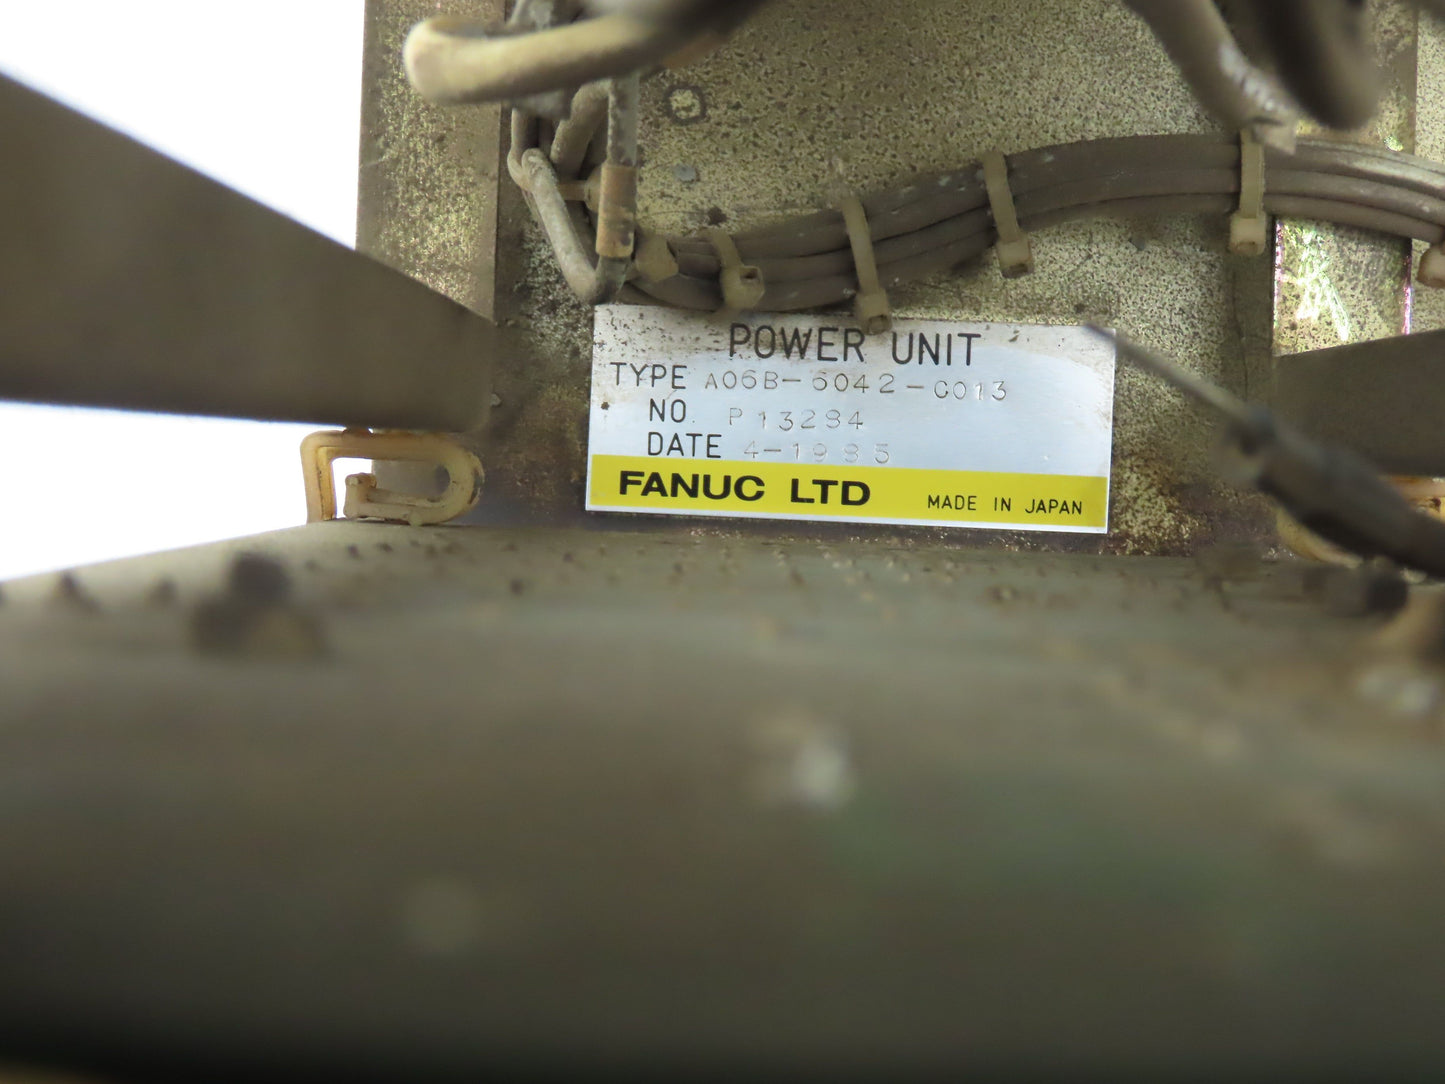 POWER UNIT
TYPE A06B-6042-C013
NO. P13284
DATE 4-1985
FANUC LTD MADE IN JAPAN